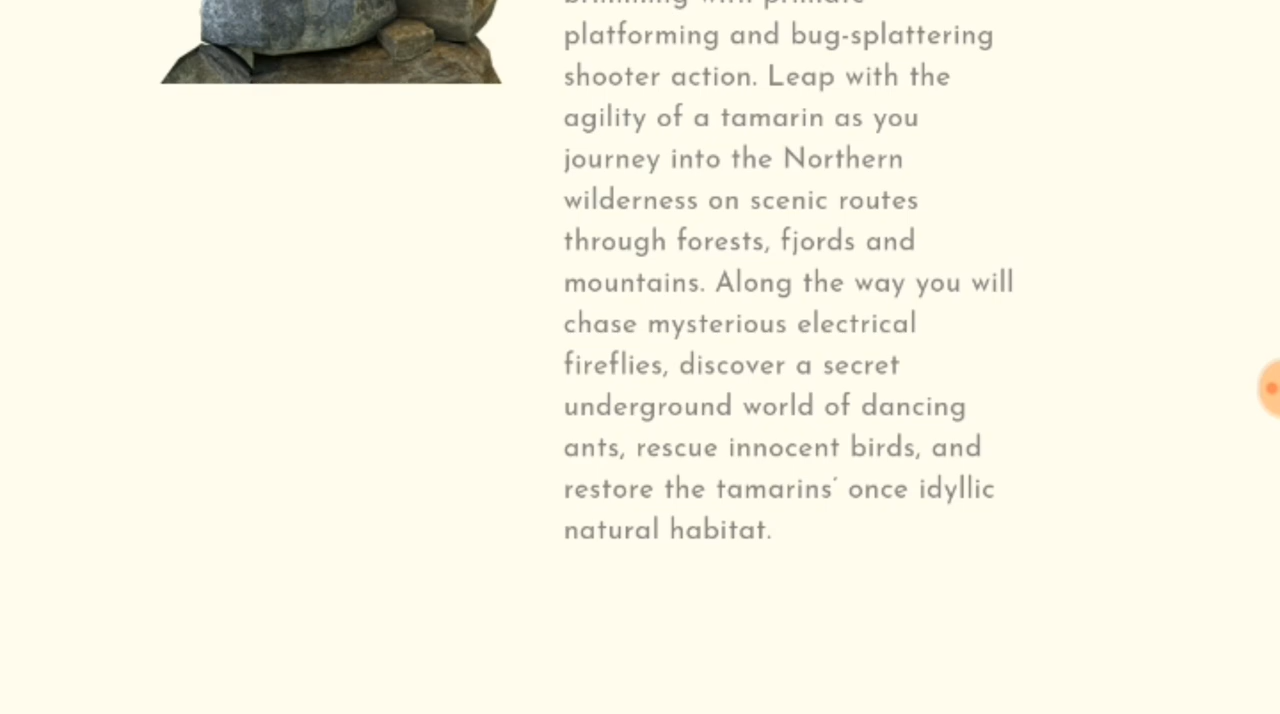 platforming and bug-splattering
shooter action. Leap with the
agility of a tamarin as you
journey into the Northern
wilderness on scenic routes
through forests, fjords and
mountains. Along the way you will
chase mysterious electrical
fireflies, discover a secret
underground world of dancing
ants, rescue innocent birds, and
restore the tamarins´ once idyllic
natural habitat.